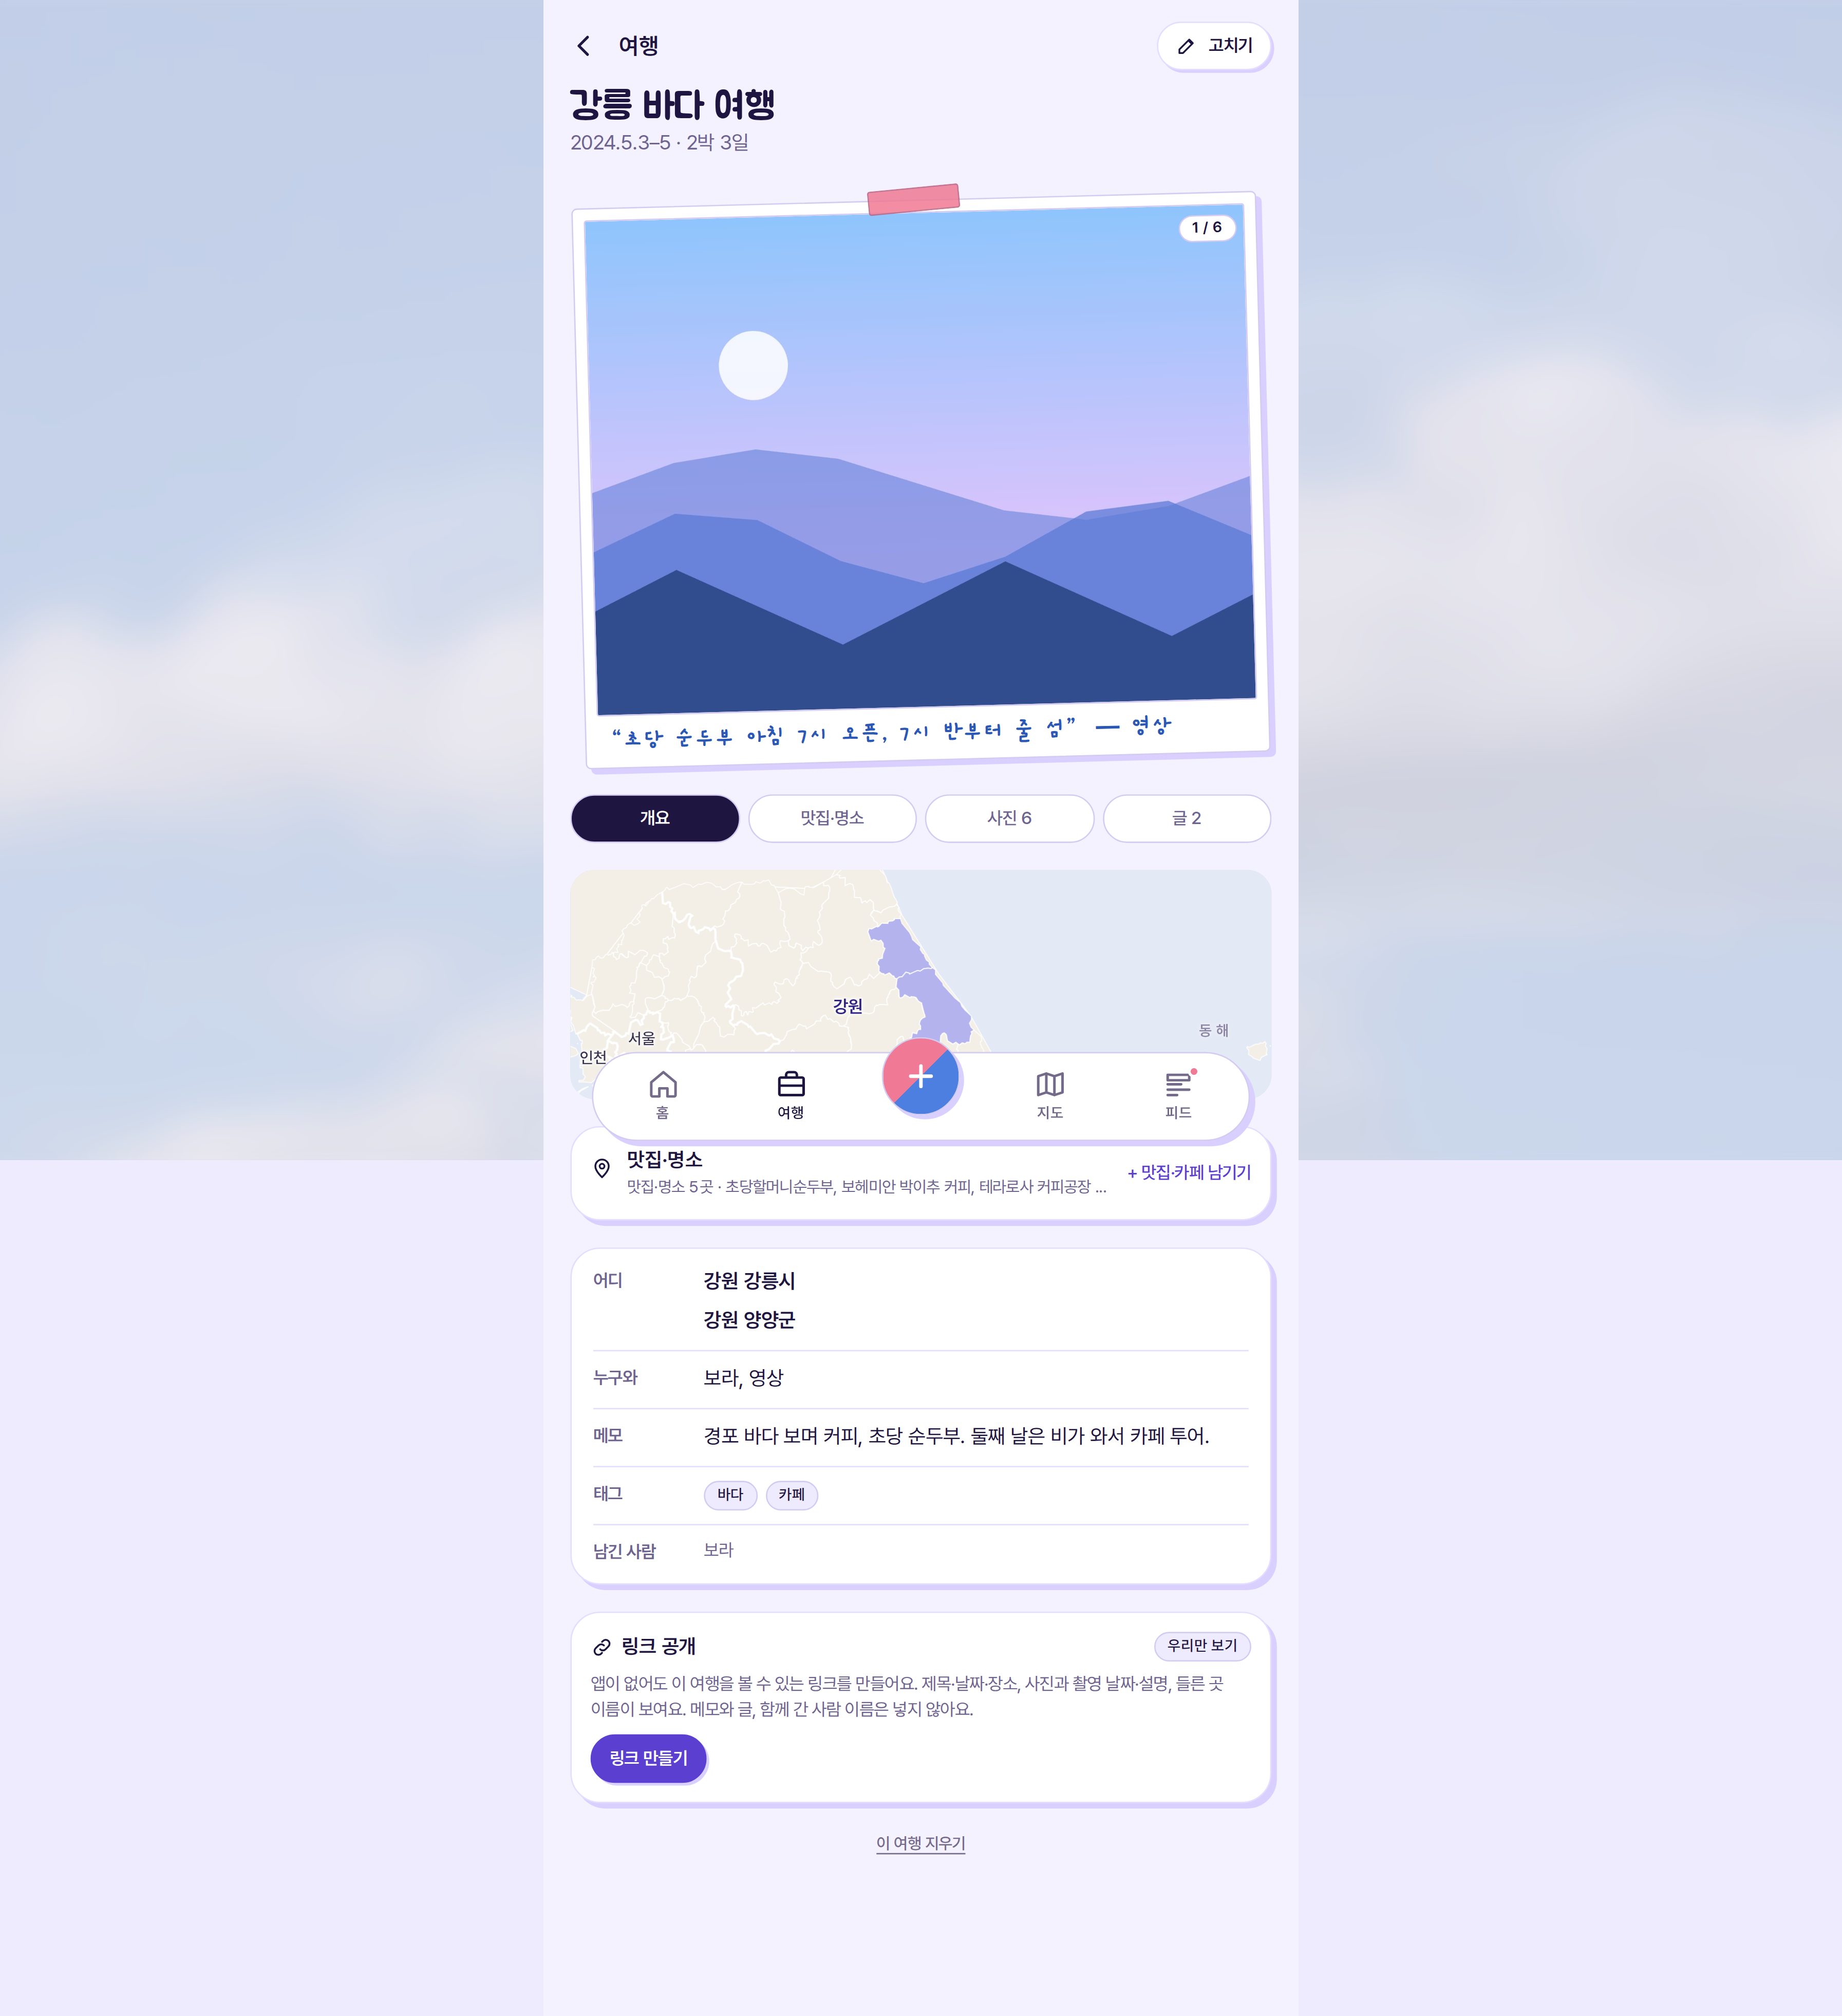 여행
고치기
강릉 바다 여행
2024.5.3–5 · 2박 3일
1 / 6
“초당 순두부 아침 7시 오픈, 7시 반부터 줄 섬” — 영상
개요
맛집·명소
사진 6
글 2
강원
동 해
서울
인천
홈
여행
지도
피드
맛집·명소
맛집·명소 5곳 · 초당할머니순두부, 보헤미안 박이추 커피, 테라로사 커피공장 ...
+ 맛집·카페 남기기
어디
강원 강릉시
강원 양양군
누구와
보라, 영상
메모
경포 바다 보며 커피, 초당 순두부. 둘째 날은 비가 와서 카페 투어.
태그
바다
카페
남긴 사람
보라
링크 공개
우리만 보기
앱이 없어도 이 여행을 볼 수 있는 링크를 만들어요. 제목·날짜·장소, 사진과 촬영 날짜·설명, 들른 곳
이름이 보여요. 메모와 글, 함께 간 사람 이름은 넣지 않아요.
링크 만들기
이 여행 지우기